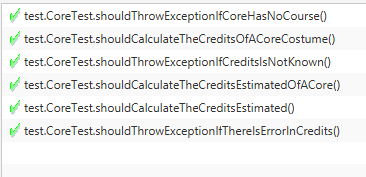 test.CoreTest.shouldThrowExceptionIfCoreHasNoCourse()
test.CoreTest.shouldCalculateTheCreditsOfACoreCostume()
test.CoreTest.shouldThrowExceptionIfCreditsIsNotKnown()
test.CoreTest.shouldCalculateTheCreditsEstimatedOfACore()
test.CoreTest.shouldCalculateTheCreditsEstimated()
test.CoreTest.shouldThrowExceptionIfThereIsErrorInCredits()